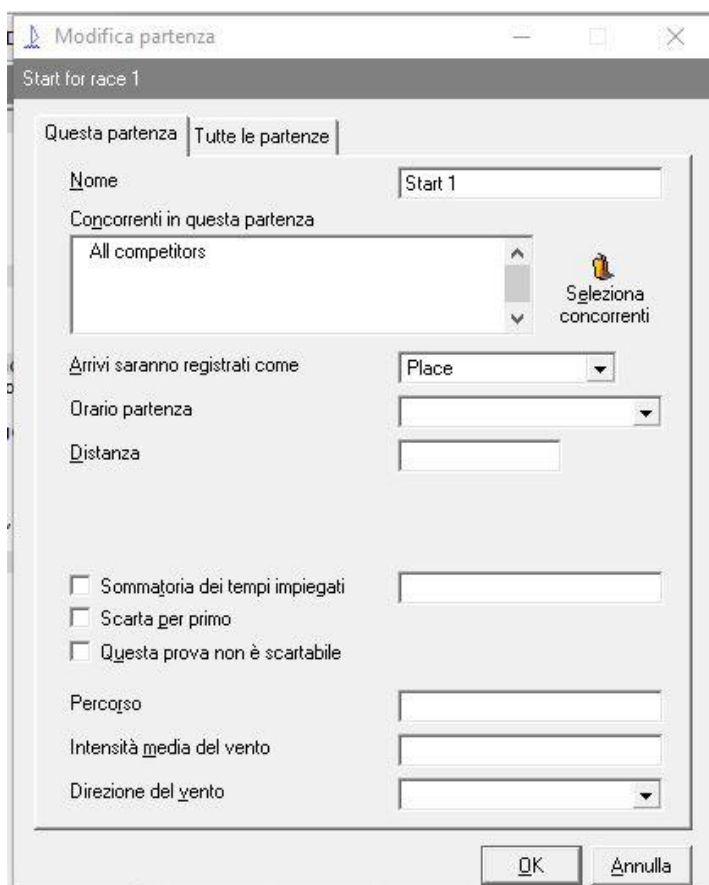 Modifica partenza
Start for race 1
Questa partenza Tutte le partenze
Nome Start 1
Concorrenti in questa partenza
All competitors
Seleziona
concorrenti
Arrivi saranno registrati come Place
Orario partenza
Distanza
Sommatoria dei tempi impiegati
Scarta per primo
Questa prova non è scartabile
Percorso
Intensità media del vento
Direzione del vento
OK Annulla